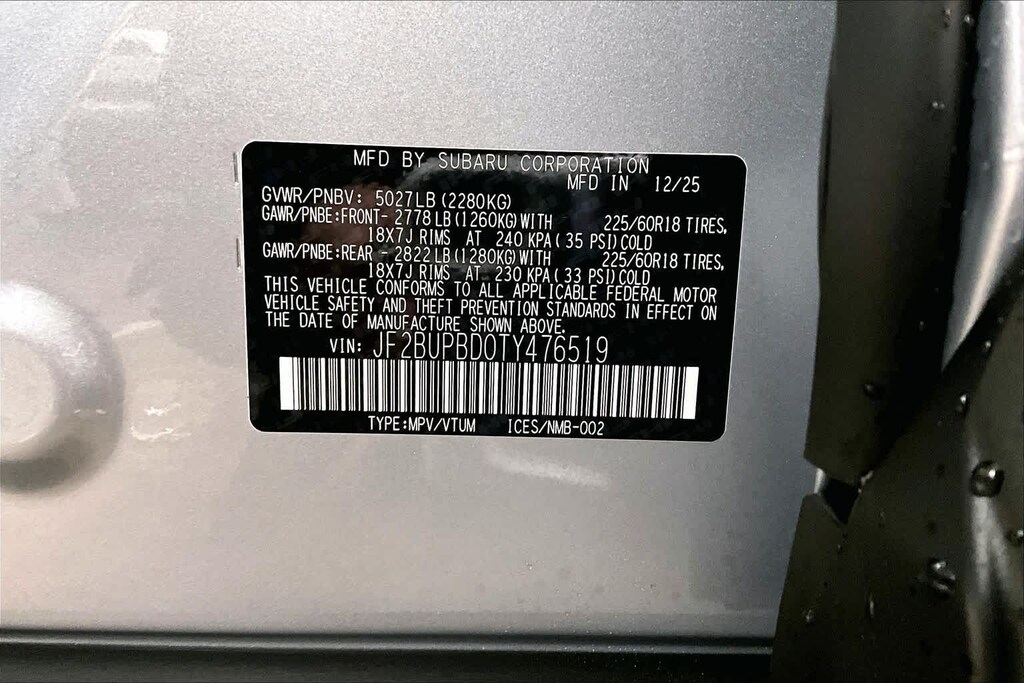 MFD BY SUBARU CORPORATION
MFD IN 12/25
GVWR/PNBV: 5027LB (2280KG)
GAWR/PNBE:FRONT- 2778 LB (1260KG) WITH 225/60R18 TIRES,
18X7J RIMS AT 240 KPA ( 35 PSI) COLD
GAWR/PNBE:REAR - 2822 LB (1280KG) WITH 225/60R18 TIRES,
18X7J RIMS AT 230 KPA ( 33 PSI) COLD
THIS VEHICLE CONFORMS TO ALL APPLICABLE FEDERAL MOTOR
VEHICLE SAFETY AND THEFT PREVENTION STANDARDS IN EFFECT ON
THE DATE OF MANUFACTURE SHOWN ABOVE.
VIN: JF2BUPBD0TY476519
TYPE:MPV/VTUM ICES/NMB-002